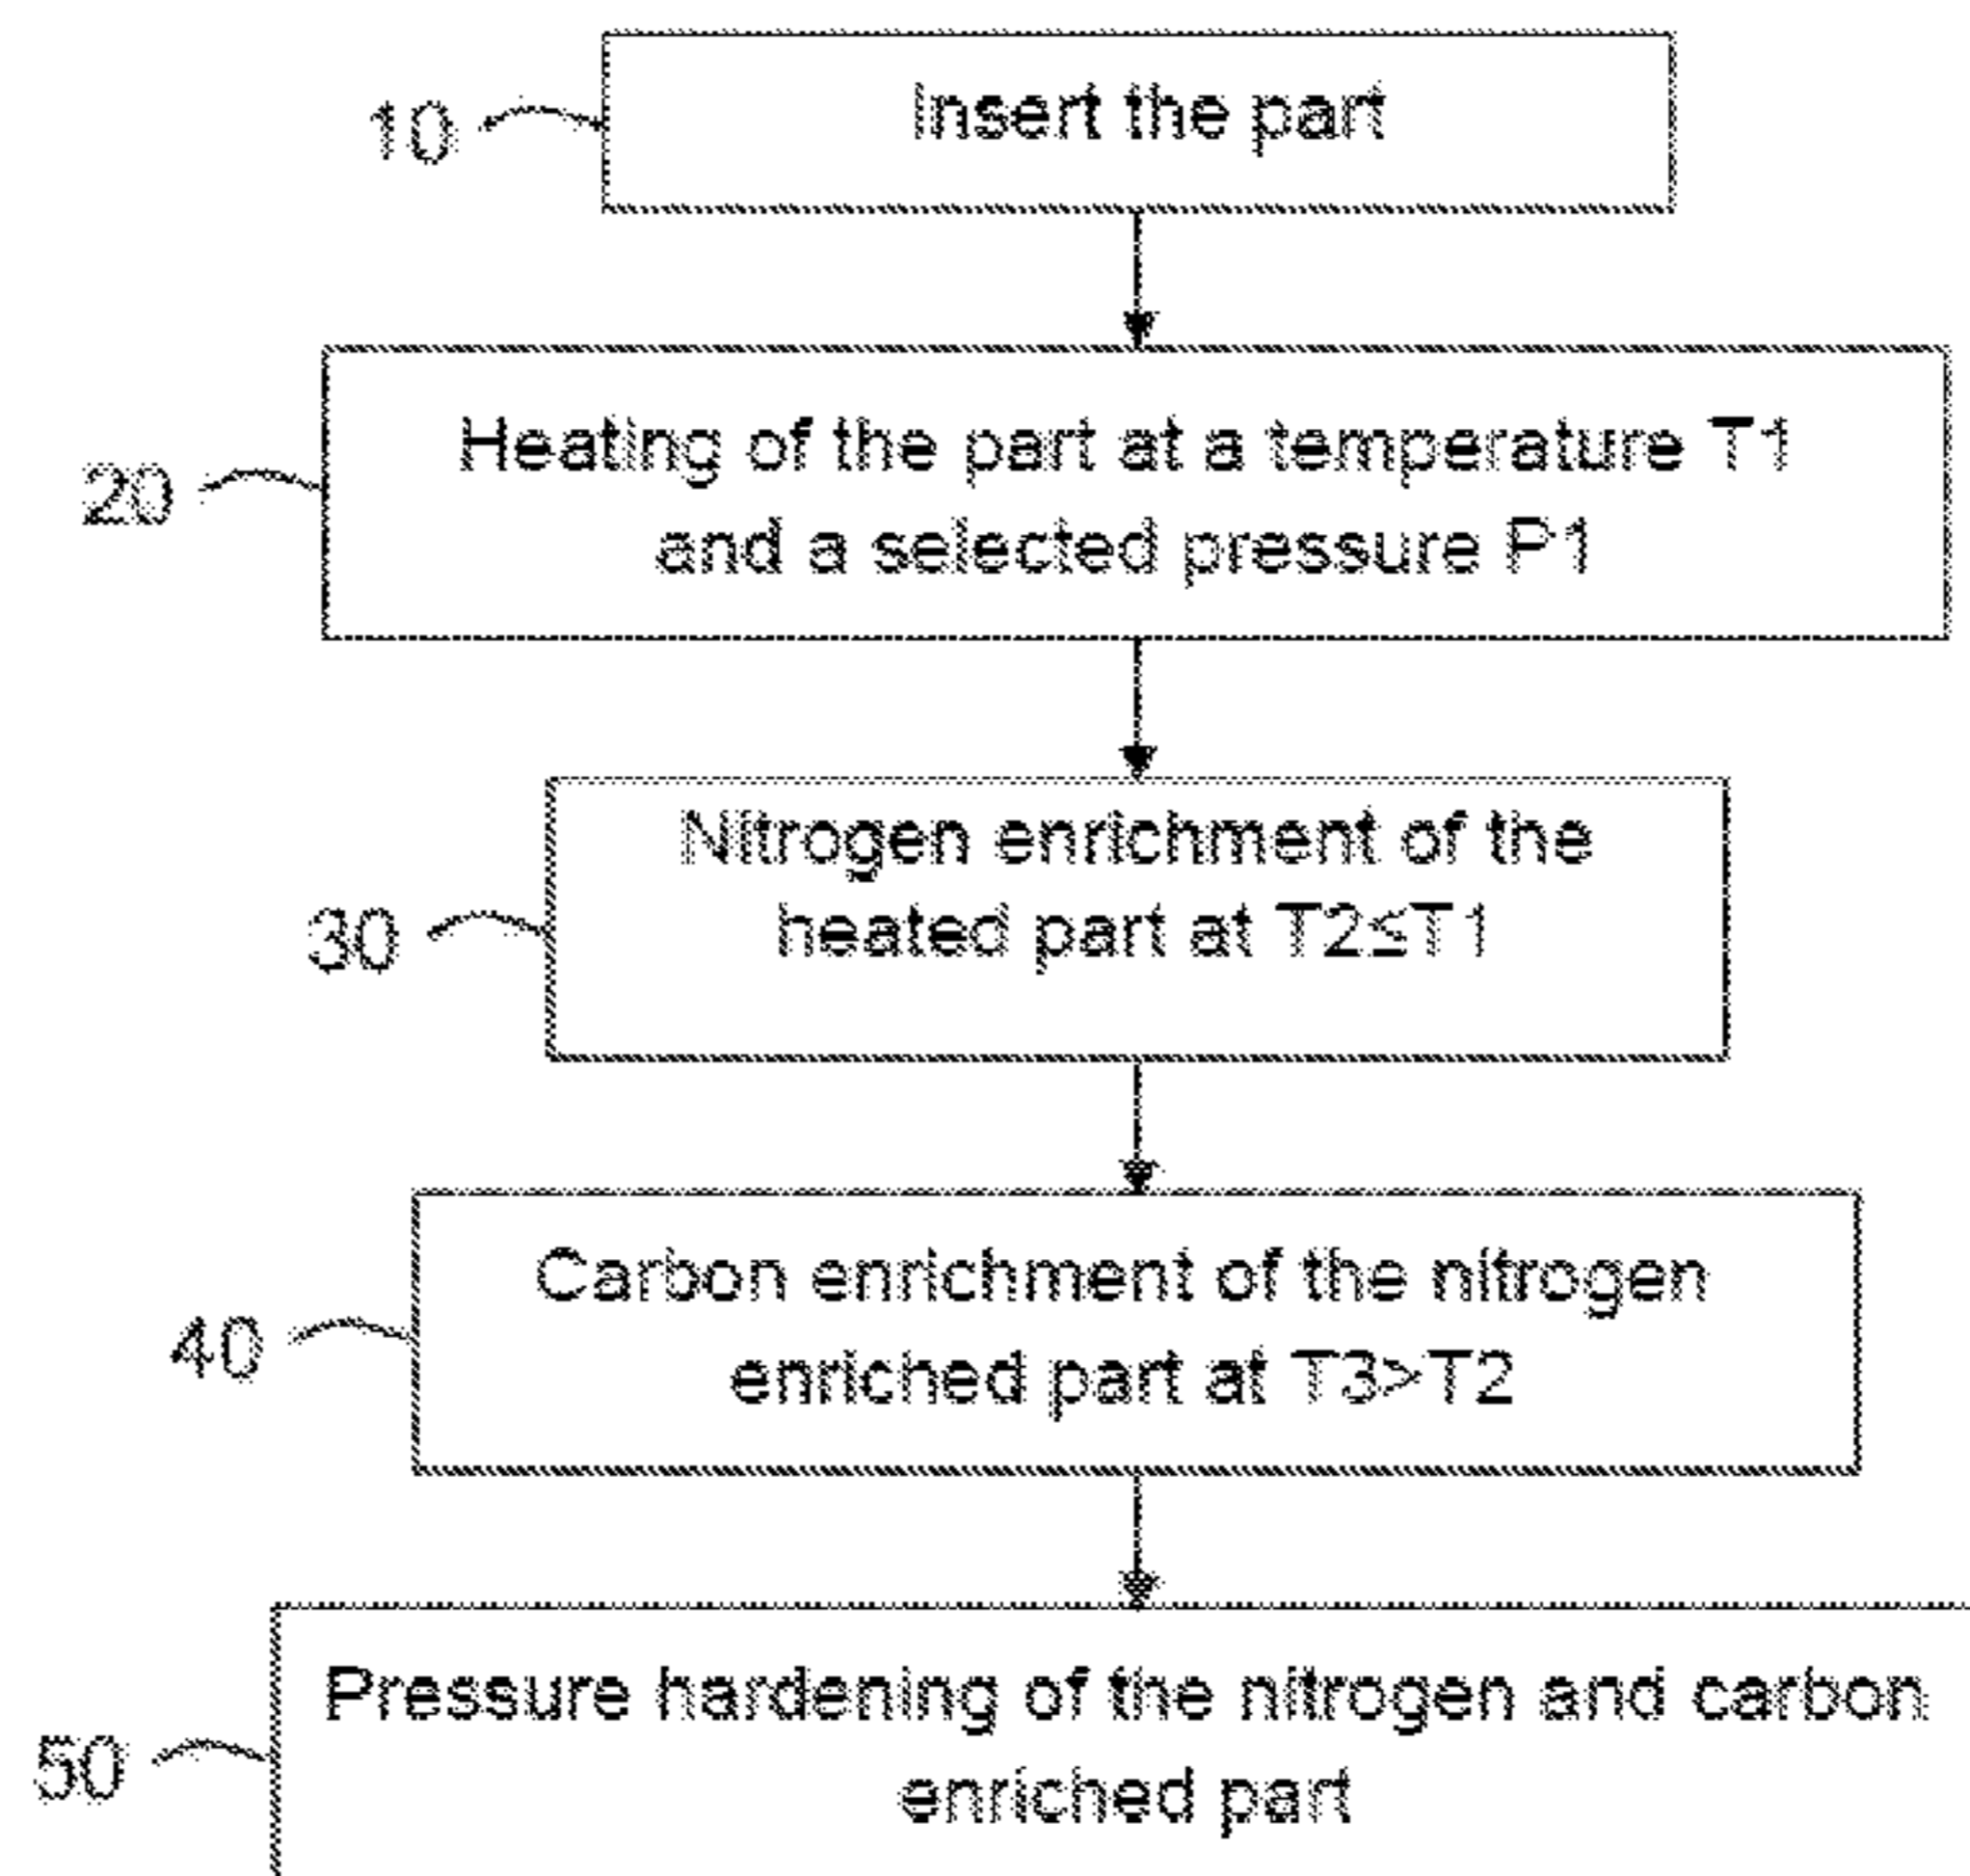 10
Insert the part
20
Heating of the part at a temperature T1
and a selected pressure P1
30
Nitrogen enrichment of the
heated part at T2≤T1
40
Carbon enrichment of the nitrogen
enriched part at T3>T2
50
Pressure hardening of the nitrogen and carbon
enriched part